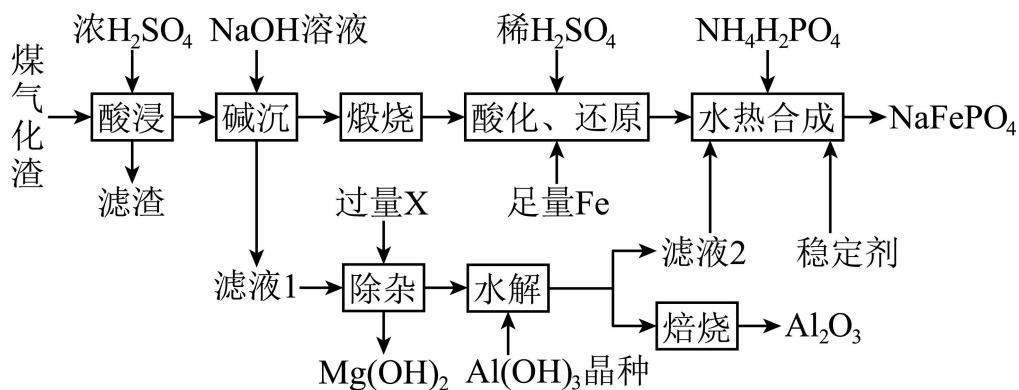 浓H₂SO₄ NaOH溶液 稀H₂SO₄ NH₄H₂PO₄
煤气化渣 酸浸 碱沉 煅烧 酸化、还原 水热合成 NaFePO₄
滤渣 过量X 足量Fe
滤液1 除杂 水解 滤液2 稳定剂
焙烧 Al₂O₃
Mg(OH)₂ Al(OH)₃晶种